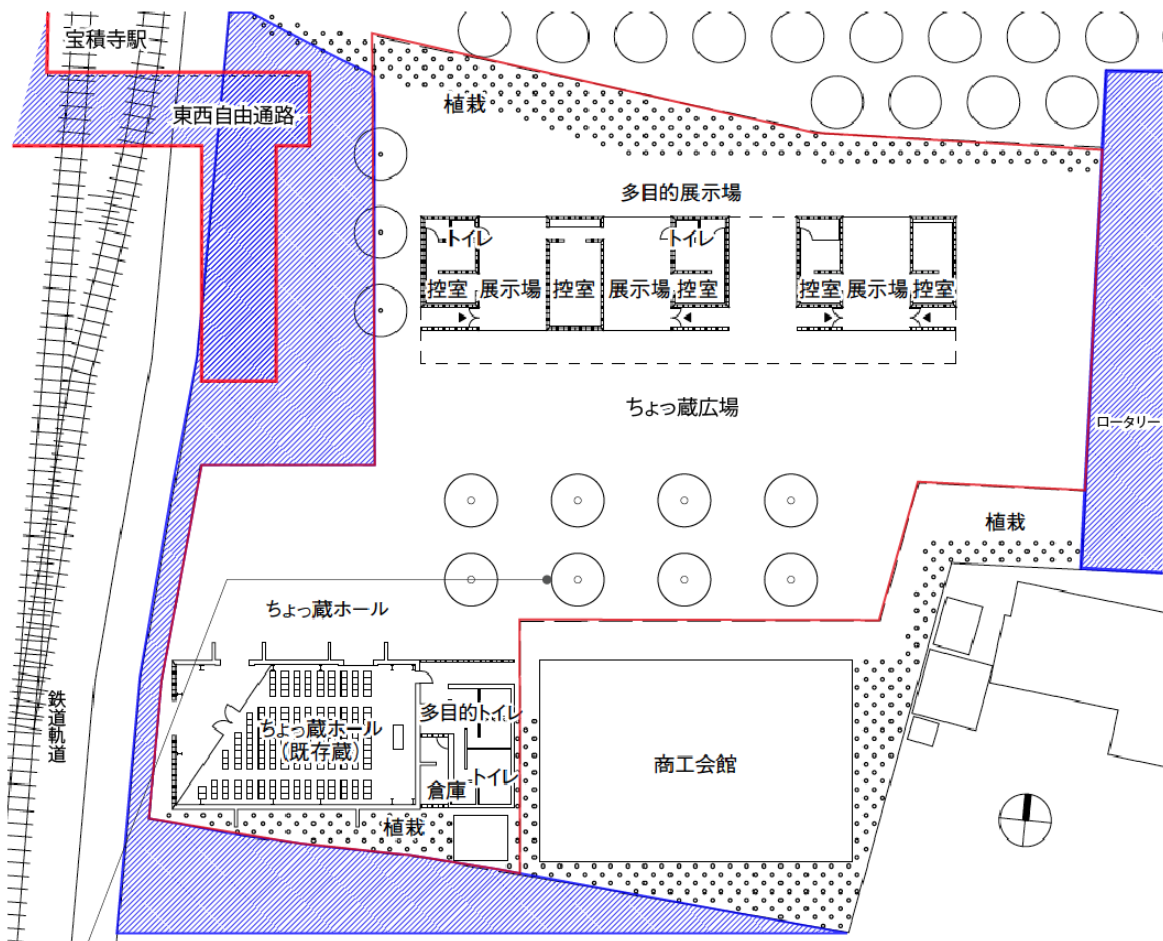 宝積寺駅
東西自由通路
植栽
多目的展示場
トイレ
トイレ
控室
展示場
控室
展示場
控室
控室
展示場
控室
ちょっ蔵広場
ロータリー
植栽
ちょっ蔵ホール
鉄道軌道
多目的トイレ
ちょっ蔵ホール
(既存蔵)
商工会館
トイレ
倉庫
植栽